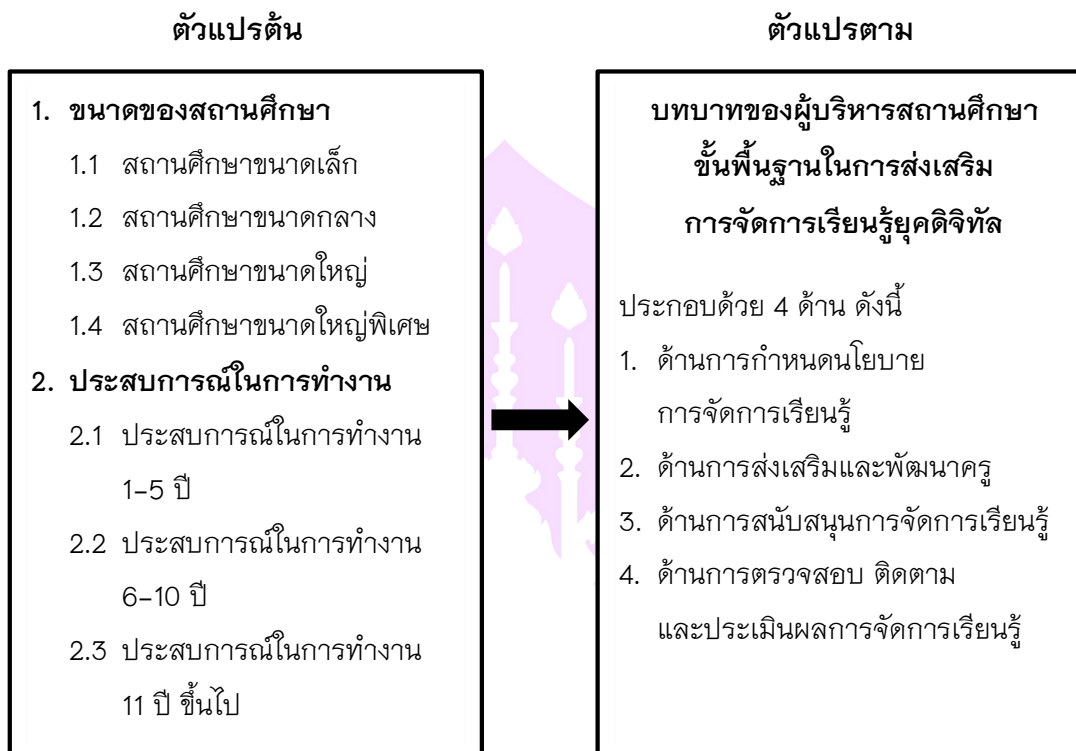 ตัวแปรต้น
1. ขนาดของสถานศึกษา
1.1 สถานศึกษาขนาดเล็ก
1.2 สถานศึกษาขนาดกลาง
1.3 สถานศึกษาขนาดใหญ่
1.4 สถานศึกษาขนาดใหญ่พิเศษ
2. ประสบการณ์ในการทำงาน
2.1 ประสบการณ์ในการทำงาน
1–5 ปี
2.2 ประสบการณ์ในการทำงาน
6–10 ปี
2.3 ประสบการณ์ในการทำงาน
11 ปี ขึ้นไป
ตัวแปรตาม
บทบาทของผู้บริหารสถานศึกษา
ขั้นพื้นฐานในการส่งเสริม
การจัดการเรียนรู้ยุคดิจิทัล
ประกอบด้วย 4 ด้าน ดังนี้
1. ด้านการกำหนดนโยบาย
การจัดการเรียนรู้
2. ด้านการส่งเสริมและพัฒนาครู
3. ด้านการสนับสนุนการจัดการเรียนรู้
4. ด้านการตรวจสอบ ติดตาม
และประเมินผลการจัดการเรียนรู้